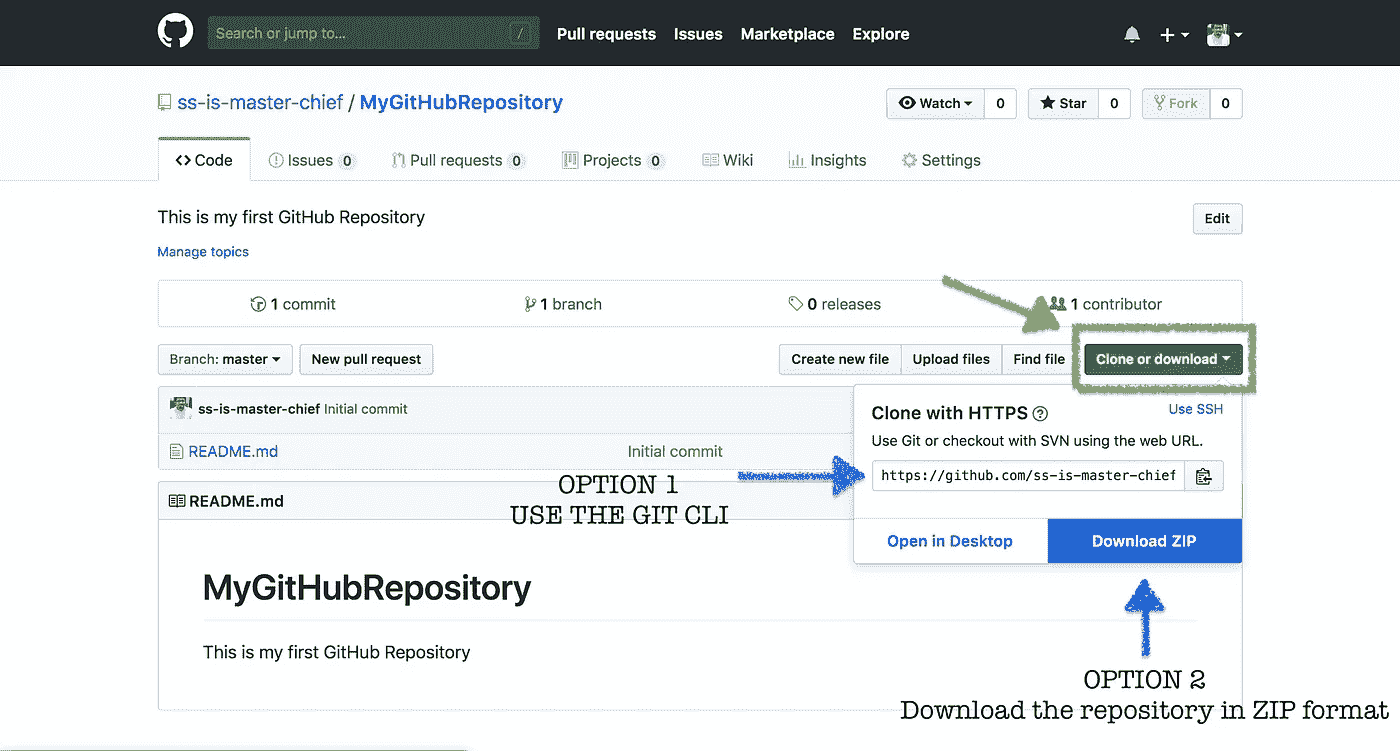 Search or jump to... /
Pull requests Issues Marketplace Explore
ss-is-master-chief / MyGitHubRepository
Watch 0 Star 0 Fork 0
Code Issues 0 Pull requests 0 Projects 0 Wiki Insights Settings
This is my first GitHub Repository
Edit
Manage topics
1 commit 1 branch 0 releases 1 contributor
Branch: master New pull request Create new file Upload files Find file Clone or download
ss-is-master-chief Initial commit
README.md Initial commit
Clone with HTTPS ? Use SSH
Use Git or checkout with SVN using the web URL.
https://github.com/ss-is-master-chief
Open in Desktop Download ZIP
OPTION 1
USE THE GIT CLI
README.md
MyGitHubRepository
This is my first GitHub Repository
OPTION 2
Download the repository in ZIP format